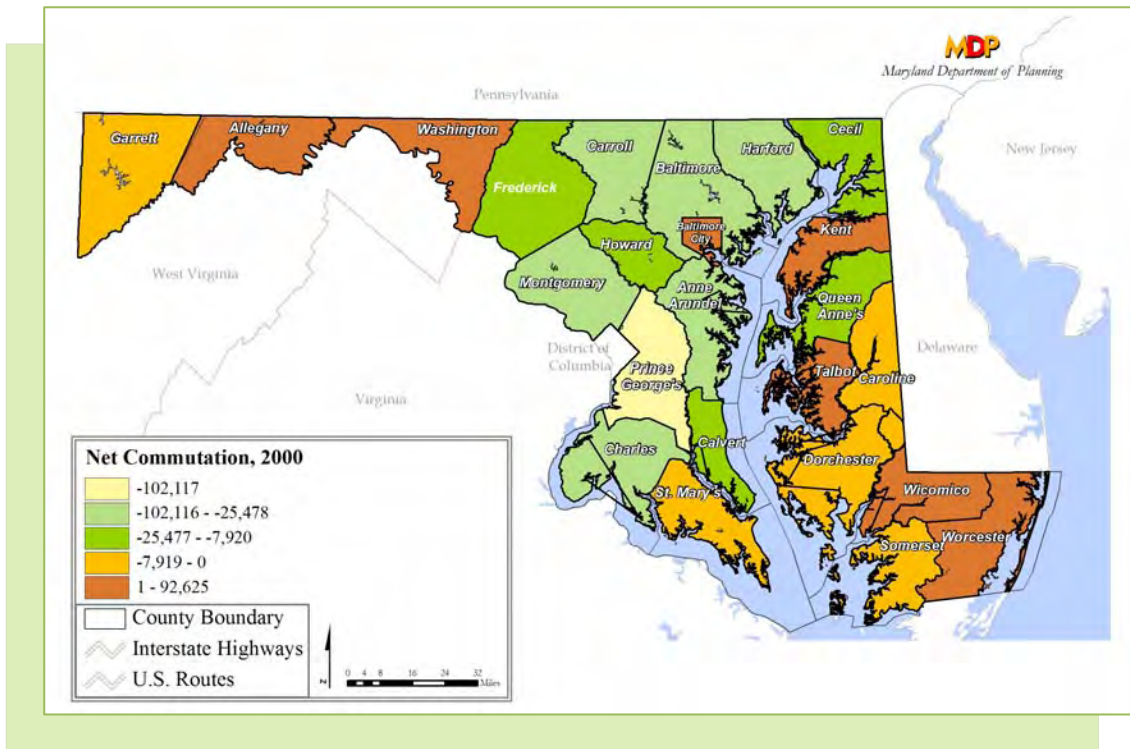 MDP
Maryland Department of Planning
Pennsylvania
New Jersey
Garrett
Allegany
Washington
Frederick
Carroll
Baltimore
Harford
Cecil
Baltimore
City
Kent
Howard
West Virginia
Montgomery
Anne
Arundel
Queen
Anne's
District of
Columbia
Delaware
Prince
George's
Talbot
Caroline
Virginia
Charles
Calvert
Dorchester
St. Mary's
Wicomico
Somerset
Worcester
Net Commutation, 2000
-102,117
-102,116 - -25,478
-25,477 - -7,920
-7,919 - 0
1 - 92,625
County Boundary
Interstate Highways
U.S. Routes
N
0 4 8 16 24 32
Miles